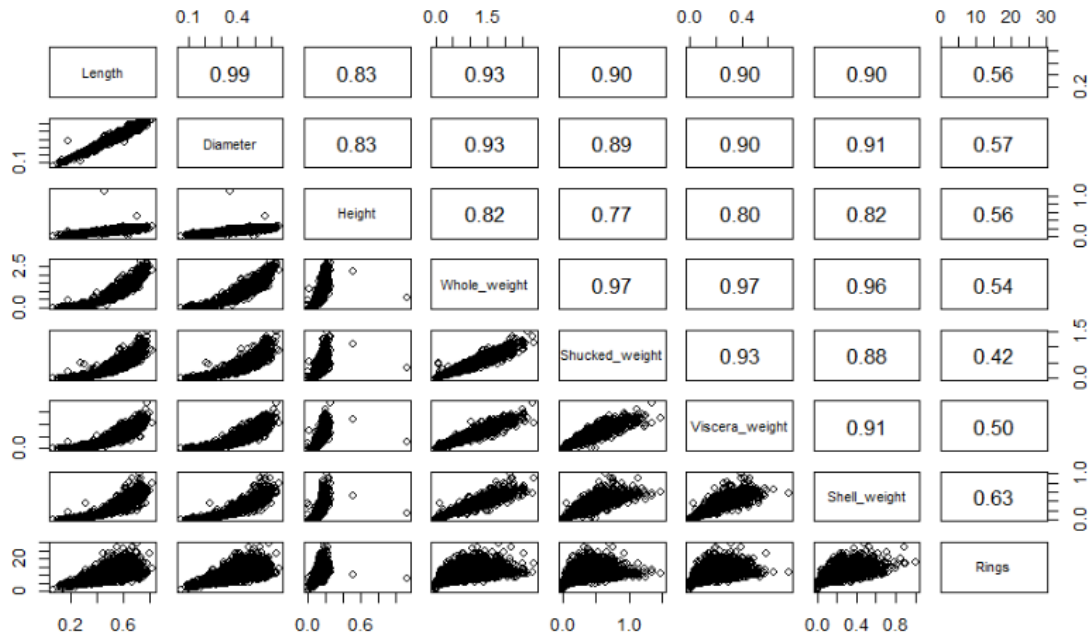 0.1 0.4 0.0 1.5 0.0 0.4 0 10 20 30
Length 0.99 0.83 0.93 0.90 0.90 0.90 0.56 0.2
0.1 Diameter 0.83 0.93 0.89 0.90 0.91 0.57
Height 0.82 0.77 0.80 0.82 0.56 0.0 1.0
0.0 2.5 Whole_weight 0.97 0.97 0.96 0.54
Shucked_weight 0.93 0.88 0.42 0.0 1.5
0.0 Viscera_weight 0.91 0.50
Shell_weight 0.63 0.0 1.0
0 20 Rings
0.2 0.6 0.0 0.6 0.0 1.0 0.0 0.4 0.8